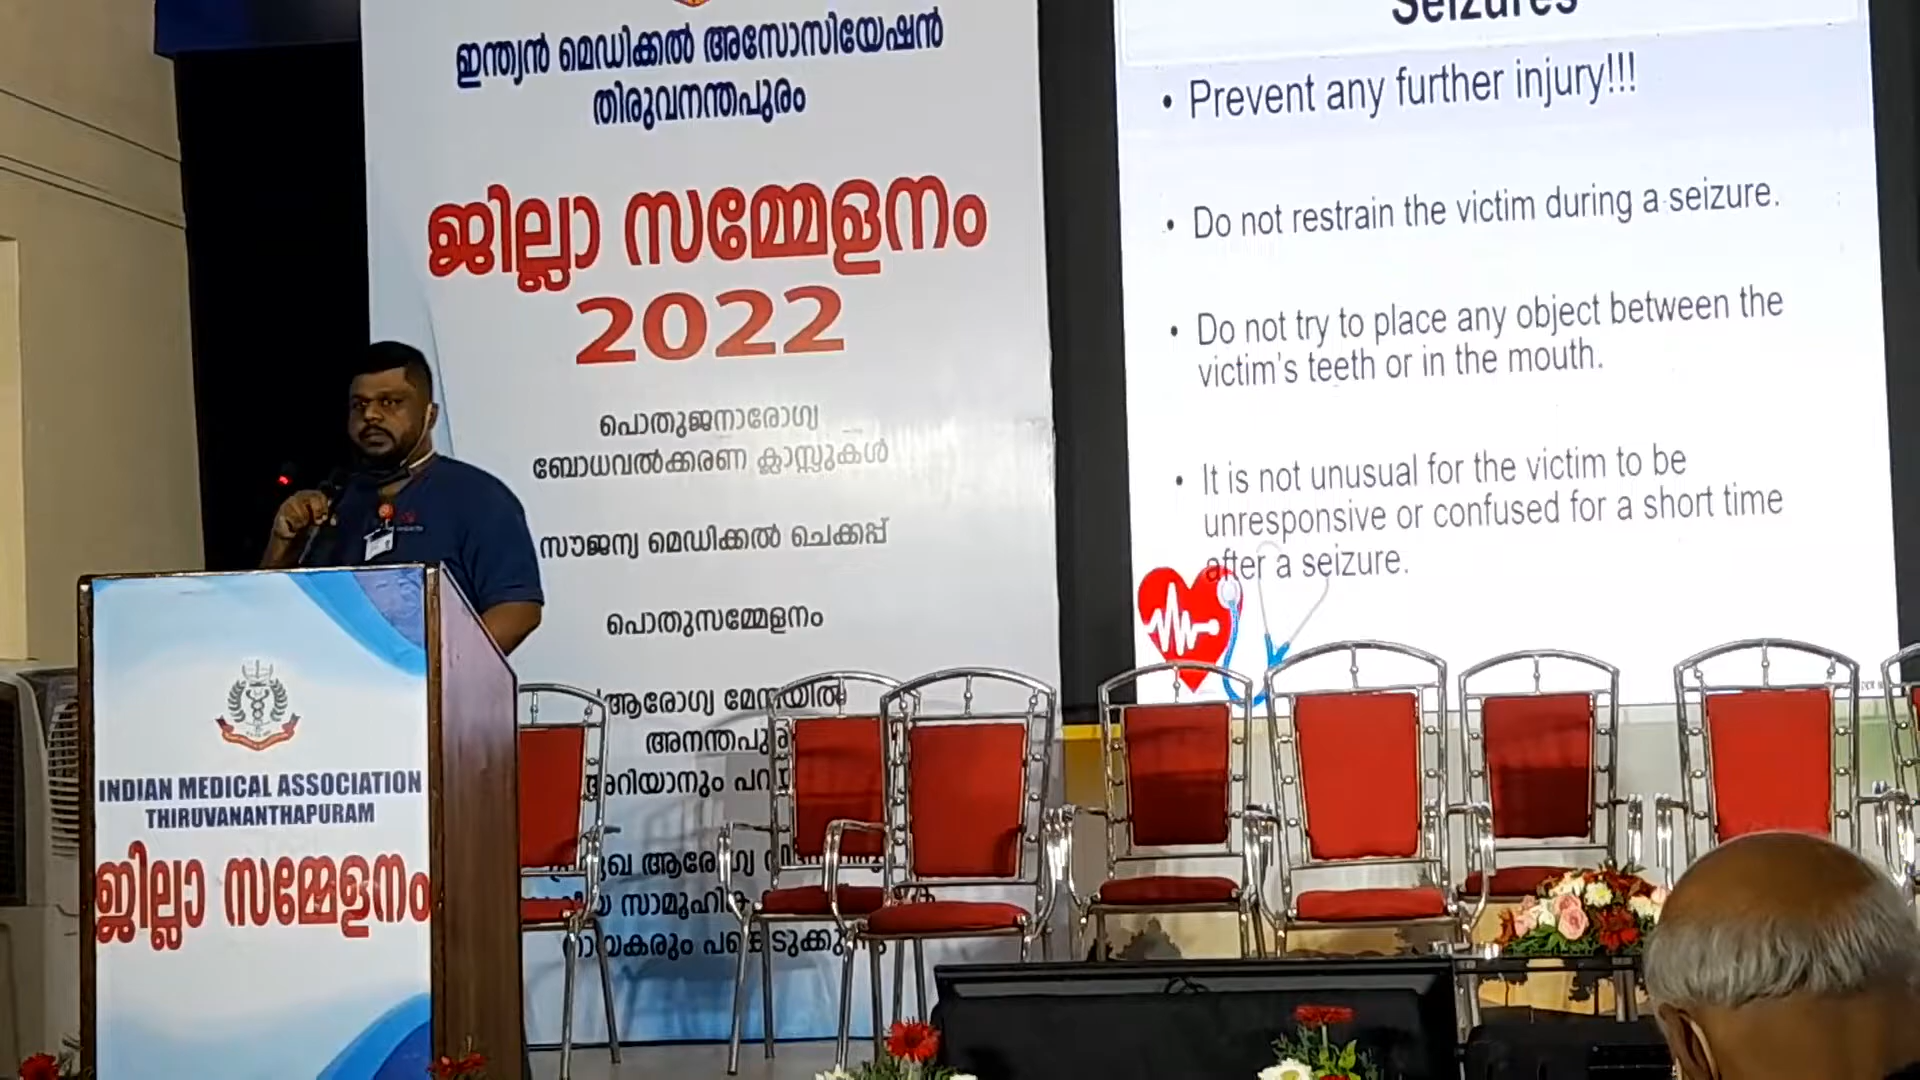 ഇന്ത്യൻ മെഡിക്കൽ അസോസിയേഷൻ
തിരുവനന്തപുരം
ജില്ലാ സമ്മേളനം
2022
പൊതുജനാരോഗ്യ
ബോധവൽക്കരണ ക്ലാസ്സുകൾ
സൗജന്യ മെഡിക്കൽ ചെക്കപ്പ്
പൊതുസമ്മേളനം
ആരോഗ്യ മേഖലയിൽ
അറിയാനും
ആരോഗ്യ
Seizures
• Prevent any further injury!!!
• Do not restrain the victim during a seizure.
• Do not try to place any object between the
victim's teeth or in the mouth.
• It is not unusual for the victim to be
unresponsive or confused for a short time
after a seizure.
INDIAN MEDICAL ASSOCIATION
THIRUVANANTHAPURAM
ജില്ലാ സമ്മേളനം